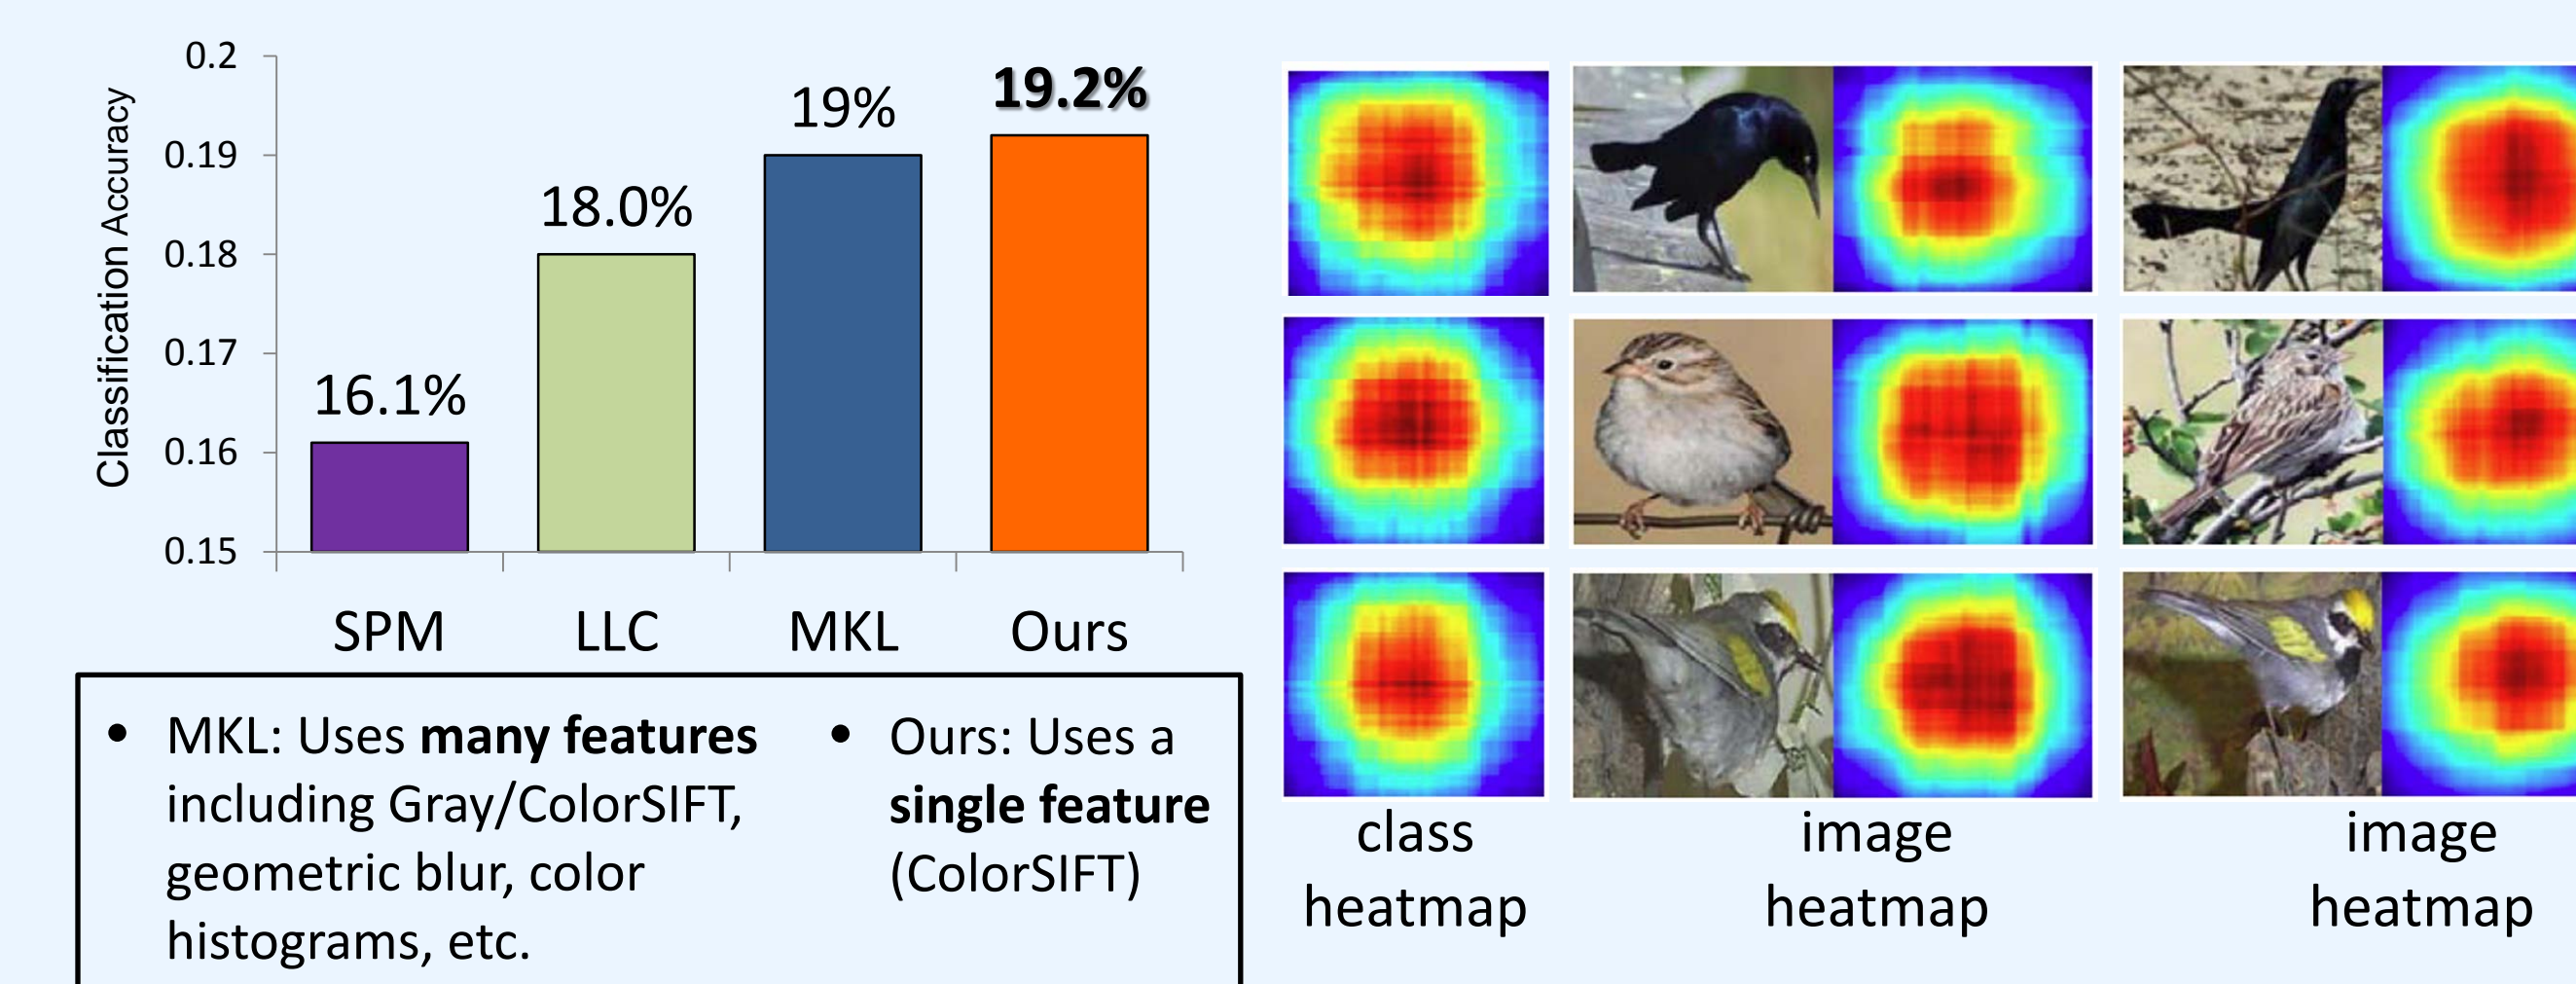 0.2
0.19
0.18
0.17
0.16
0.15
Classification Accuracy
16.1%
18.0%
19%
19.2%
SPM
LLC
MKL
Ours
• MKL: Uses many features
including Gray/ColorSIFT,
geometric blur, color
histograms, etc.
• Ours: Uses a
single feature
(ColorSIFT)
class
heatmap
image
heatmap
image
heatmap